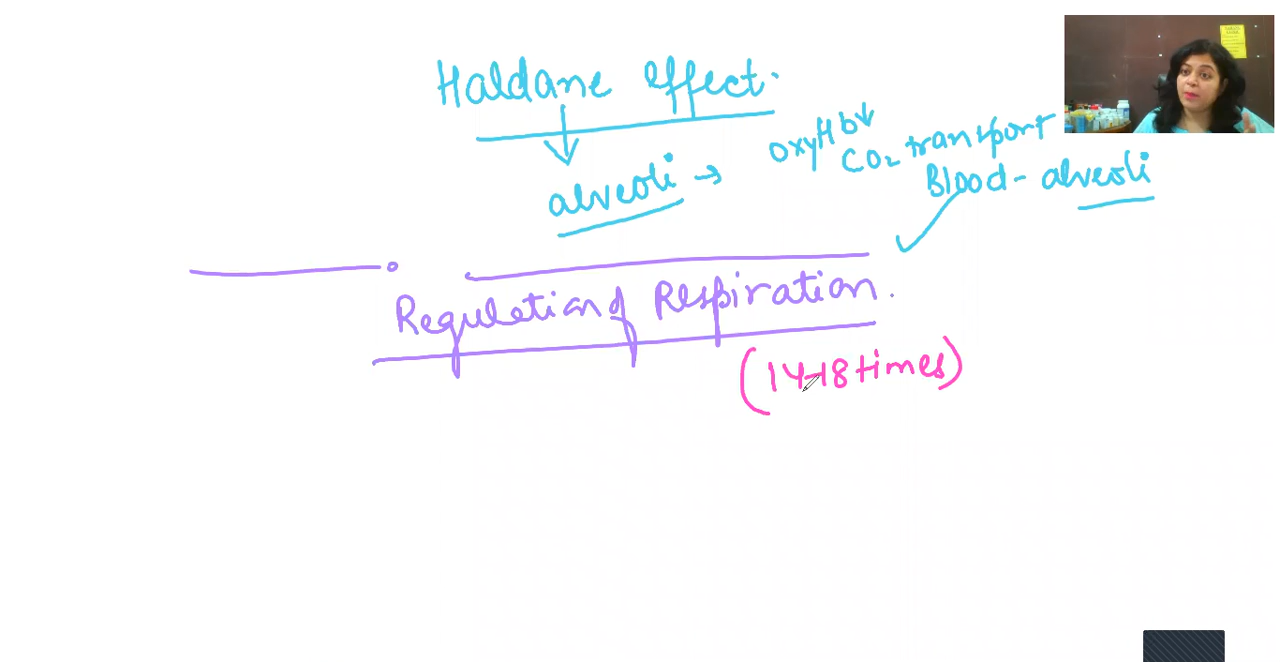 Haldane effect.
alveoli → oxyHb↓
CO₂ transport
Blood - alveoli
Regulation of Respiration.
(14-18 times)